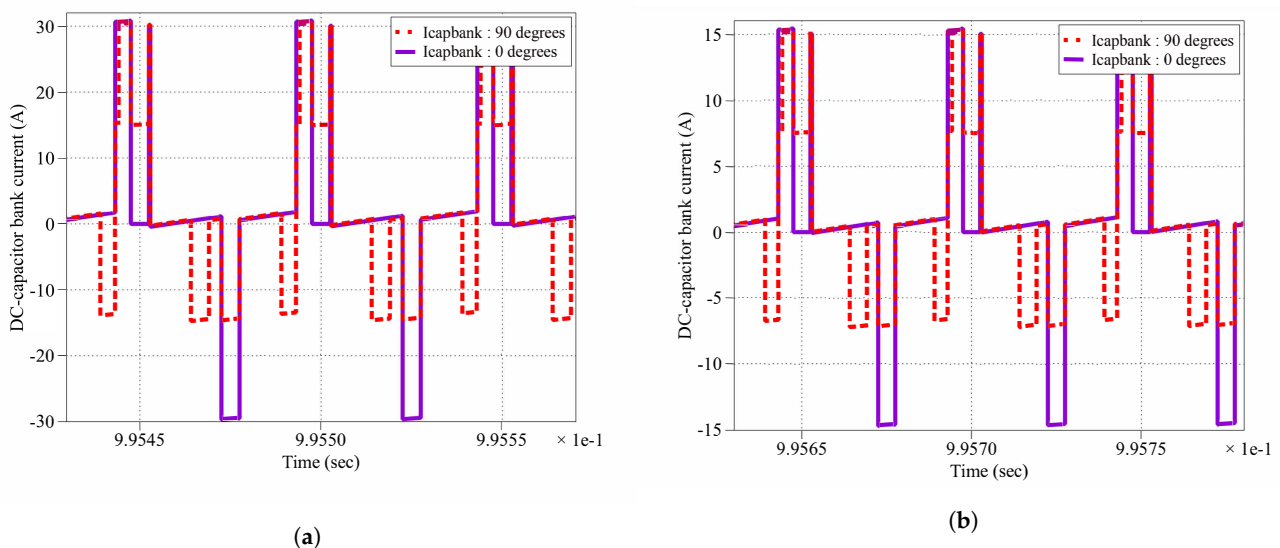 Icapbank : 90 degrees
Icapbank : 0 degrees
DC-capacitor bank current (A)
30
20
10
0
-10
-20
-30
9.9545
9.9550
9.9555
× 1e-1
Time (sec)
(a)
Icapbank : 90 degrees
Icapbank : 0 degrees
DC-capacitor bank current (A)
15
10
5
0
-5
-10
-15
9.9565
9.9570
9.9575
× 1e-1
Time (sec)
(b)